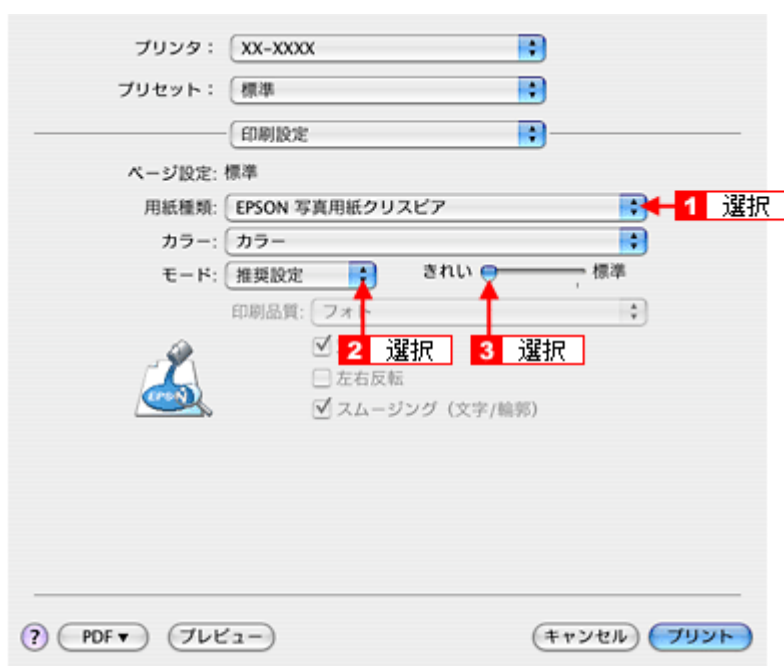 プリンタ： XX-XXXX
プリセット： 標準
印刷設定
ページ設定: 標準
用紙種類: EPSON 写真用紙クリスピア
1 選択
カラー: カラー
モード: 推奨設定 きれい 標準
印刷品質: フォト
2 選択
3 選択
左右反転
スムージング（文字/輪郭）
EPSON
? PDF▼ プレビュー キャンセル プリント